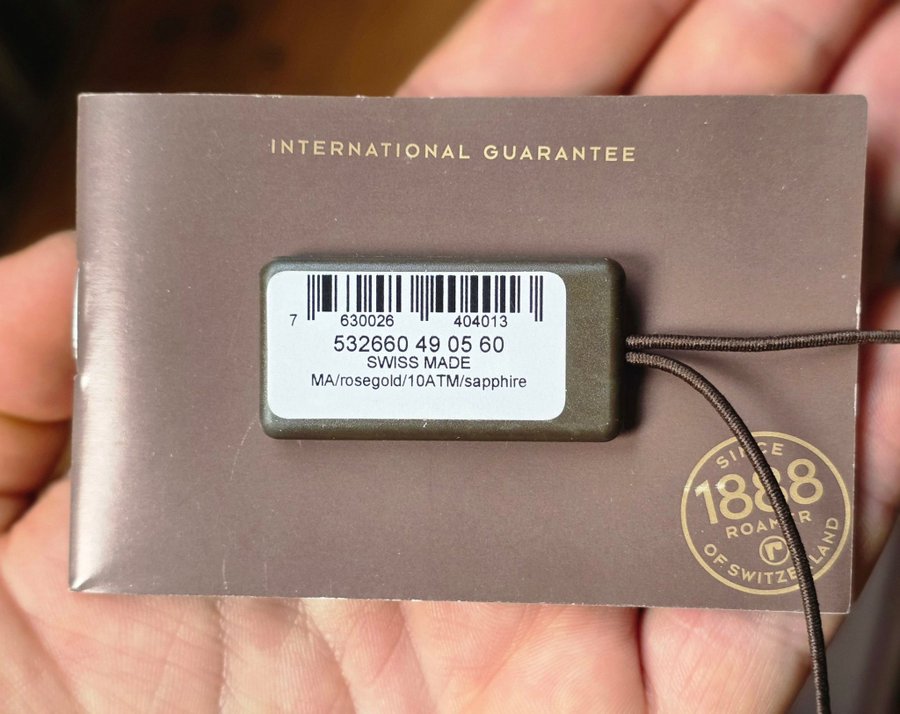 INTERNATIONAL GUARANTEE
7 630026 404013
532660 49 05 60
SWISS MADE
MA/rosegold/10ATM/sapphire
SINCE
1888
ROAMER
OF SWITZERLAND